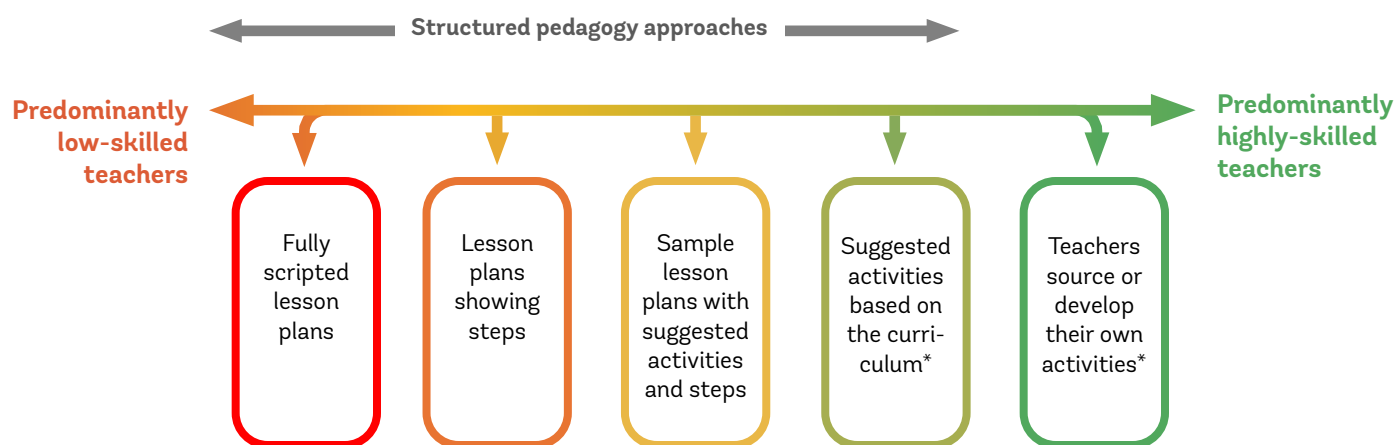 Structured pedagogy approaches
Predominantly
low-skilled
teachers
Predominantly
highly-skilled
teachers
Fully
scripted
lesson
plans
Lesson
plans
showing
steps
Sample
lesson
plans with
suggested
activities
and steps
Suggested
activities
based on
the curri-
culum*
Teachers
source or
develop
their own
activities*